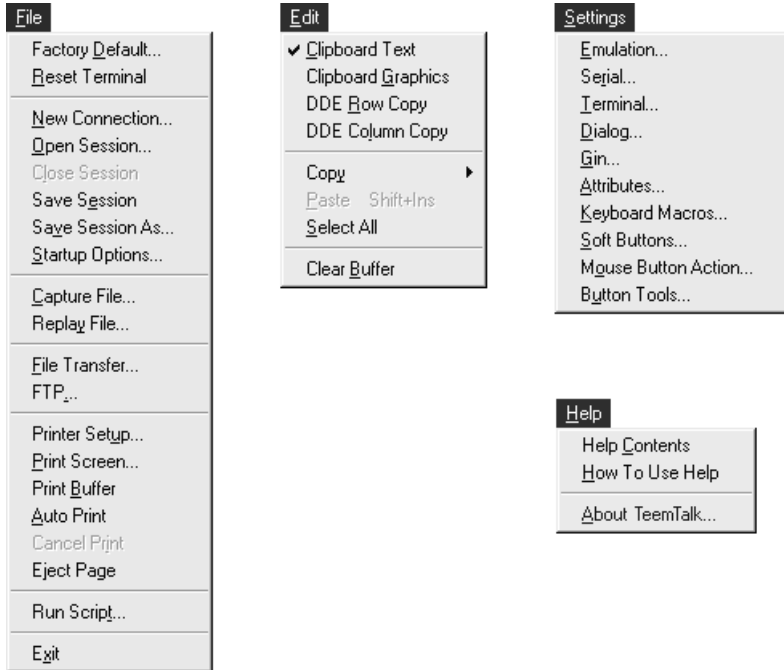 File
Factory Default...
Reset Terminal
New Connection...
Open Session...
Close Session
Save Session
Save Session As...
Startup Options...
Capture File...
Replay File...
File Transfer...
FTP...
Printer Setup...
Print Screen...
Print Buffer
Auto Print
Cancel Print
Eject Page
Run Script...
Exit
Edit
Clipboard Text
Clipboard Graphics
DDE Row Copy
DDE Column Copy
Copy
Paste Shift+Ins
Select All
Clear Buffer
Settings
Emulation...
Serial...
Terminal...
Dialog...
Gin...
Attributes...
Keyboard Macros...
Soft Buttons...
Mouse Button Action...
Button Tools...
Help
Help Contents
How To Use Help
About TeemTalk...